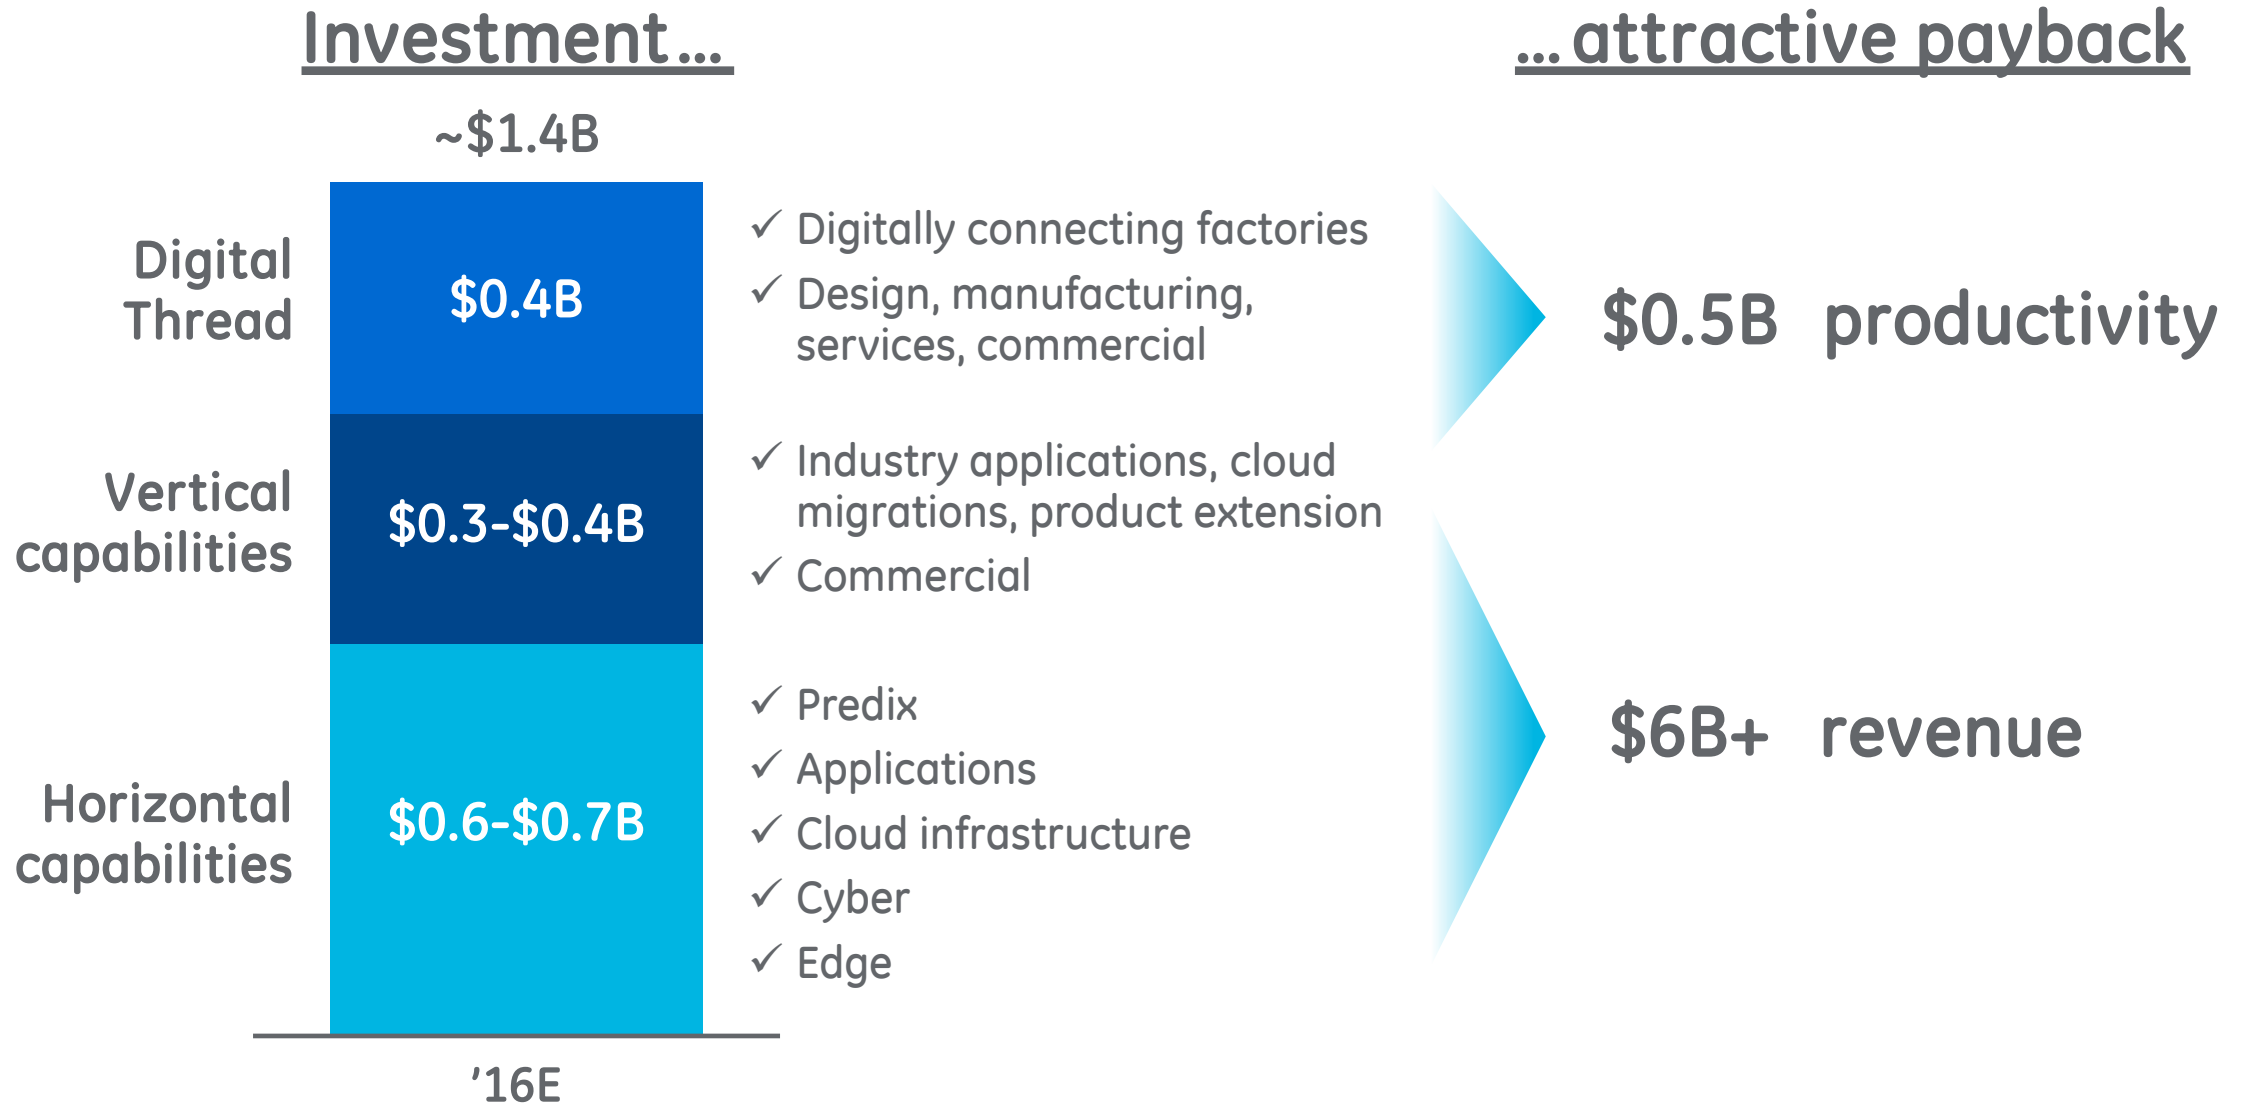 Investment...
... attractive payback
~$1.4B
Digital
Thread
$0.4B
✓ Digitally connecting factories
✓ Design, manufacturing,
services, commercial
$0.5B productivity
Vertical
capabilities
$0.3-$0.4B
✓ Industry applications, cloud
migrations, product extension
✓ Commercial
Horizontal
capabilities
$0.6-$0.7B
✓ Predix
✓ Applications
✓ Cloud infrastructure
✓ Cyber
✓ Edge
$6B+ revenue
’16E